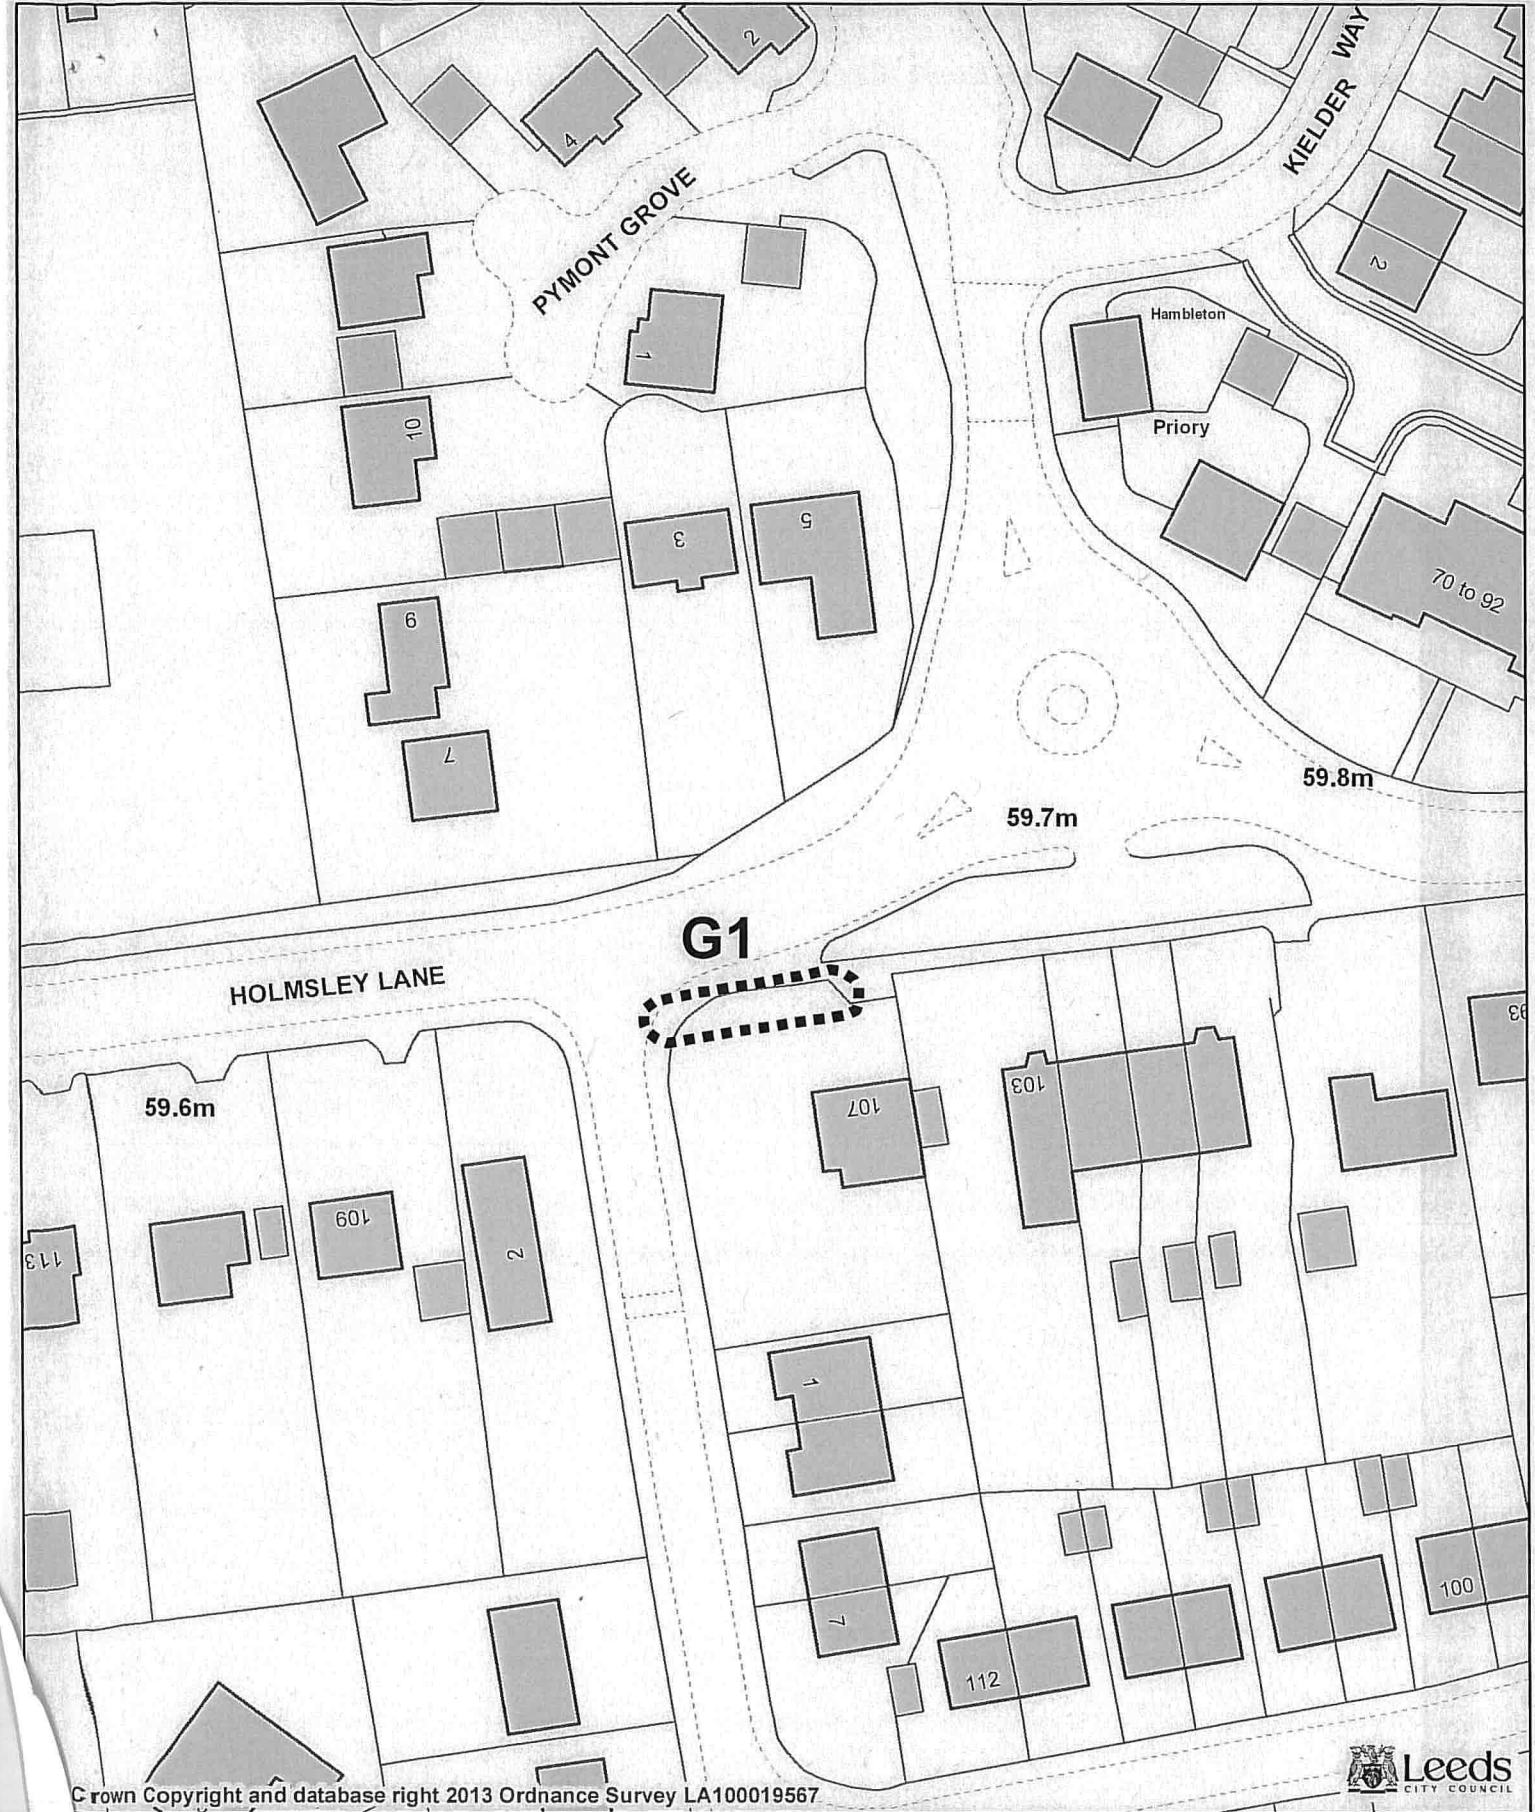 2
4
KIELDER WAY
PYMONT GROVE
2
Hambleton
1
10
Priory
3
5
70 to 92
9
7
59.8m
59.7m
G1
HOLMSLEY LANE
59.6m
93
107
103
113
109
2
1
7
112
100
Crown Copyright and database right 2013 Ordnance Survey LA100019567
Leeds
CITY COUNCIL